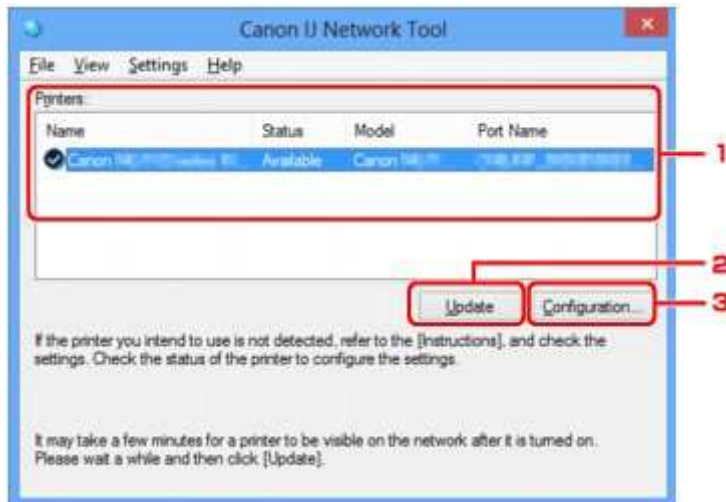 Canon IJ Network Tool
File View Settings Help
Printers:
Name Status Model Port Name
Canon Available Canon
1
2
Update Configuration...
3
If the printer you intend to use is not detected, refer to the [Instructions], and check the
settings. Check the status of the printer to configure the settings.
It may take a few minutes for a printer to be visible on the network after it is turned on.
Please wait a while and then click [Update].